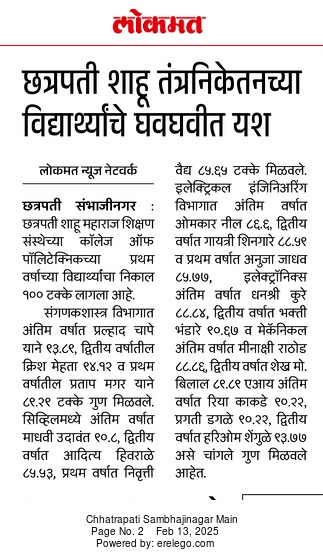 लोकमत
छत्रपती शाहू तंत्रनिकेतनच्या
विद्यार्थ्यांचे घवघवीत यश
लोकमत न्यूज नेटवर्क
छत्रपती संभाजीनगर :
छत्रपती शाहू महाराज शिक्षण
संस्थेच्या कॉलेज ऑफ
पॉलिटेक्निकच्या प्रथम
वर्षाच्या विद्यार्थ्यांचा निकाल
१०० टक्के लागला आहे.
संगणकशास्त्र विभागात
अंतिम वर्षात प्रल्हाद चापे
याने ९३.८९, द्वितीय वर्षातील
क्रिश मेहता ९४.१२ व प्रथम
वर्षातील प्रताप मगर याने
८९.२९ टक्के गुण मिळवले.
सिव्हिलमध्ये अंतिम वर्षात
माधवी उदावंत ९०.८, द्वितीय
वर्षात आदित्य हिवराळे
८५.५३, प्रथम वर्षात निवृत्ती
वैद्य ८५.६५ टक्के मिळवले.
इलेक्ट्रिकल इंजिनिअरिंग
विभागात अंतिम वर्षात
ओमकार नील ८६.६, द्वितीय
वर्षात गायत्री शिनगारे ८८.५९
व प्रथम वर्षात अनुजा जाधव
८५.७७, इलेक्ट्रॉनिक्स
अंतिम वर्षात धनश्री कुरे
८८.८४, द्वितीय वर्षात भक्ती
भंडारे ९०.६७ व मेकॅनिकल
अंतिम वर्षात मीनाक्षी राठोड
८८.८६, द्वितीय वर्षात शेख मो.
बिलाल ८९.८१ एआय अंतिम
वर्षात रिया काकडे ९०.२२,
प्रगती डगळे ९०.२२, द्वितीय
वर्षात हरिओम शेंगुळे ९३.७७
असे चांगले गुण मिळवले
आहेत.
Chhatrapati Sambhajinagar Main
Page No. 2 Feb 13, 2025
Powered by: erelego.com